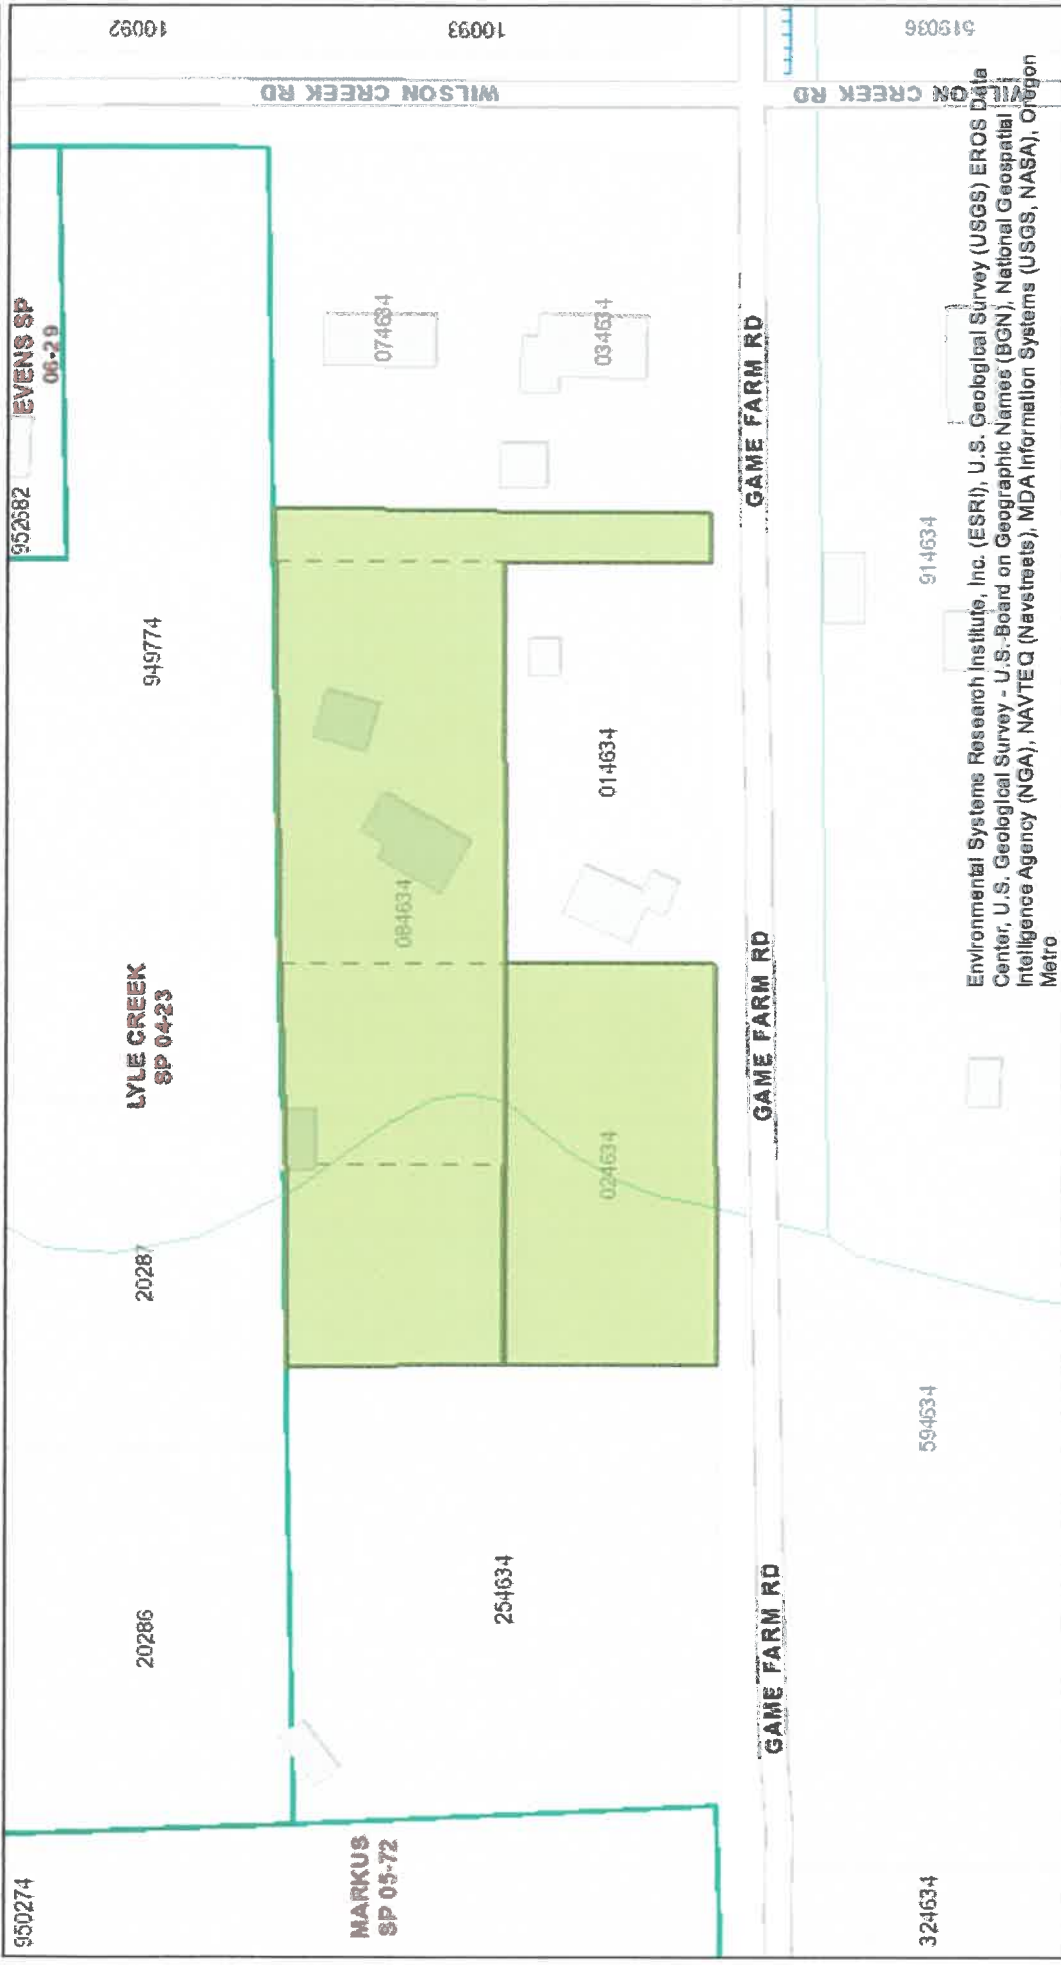 950274
MARKUS
SP 05-72
324634
20286
20287
LYLE CREEK
SP 04-23
949774
952682
EVENS SP
06-29
10092
10093
519036
WILSON CREEK RD
WILSON CREEK RD
254634
084634
024634
014634
074634
034634
GAME FARM RD
GAME FARM RD
GAME FARM RD
594634
914634
Environmental Systems Research Institute, Inc. (ESRI), U.S. Geological Survey (USGS) EROS Data
Center, U.S. Geological Survey - U.S. Board on Geographic Names (BGN), National Geospatial
Intelligence Agency (NGA), NAVTEQ (Navstreets), MDA Information Systems (USGS, NASA), Oregon
Metro